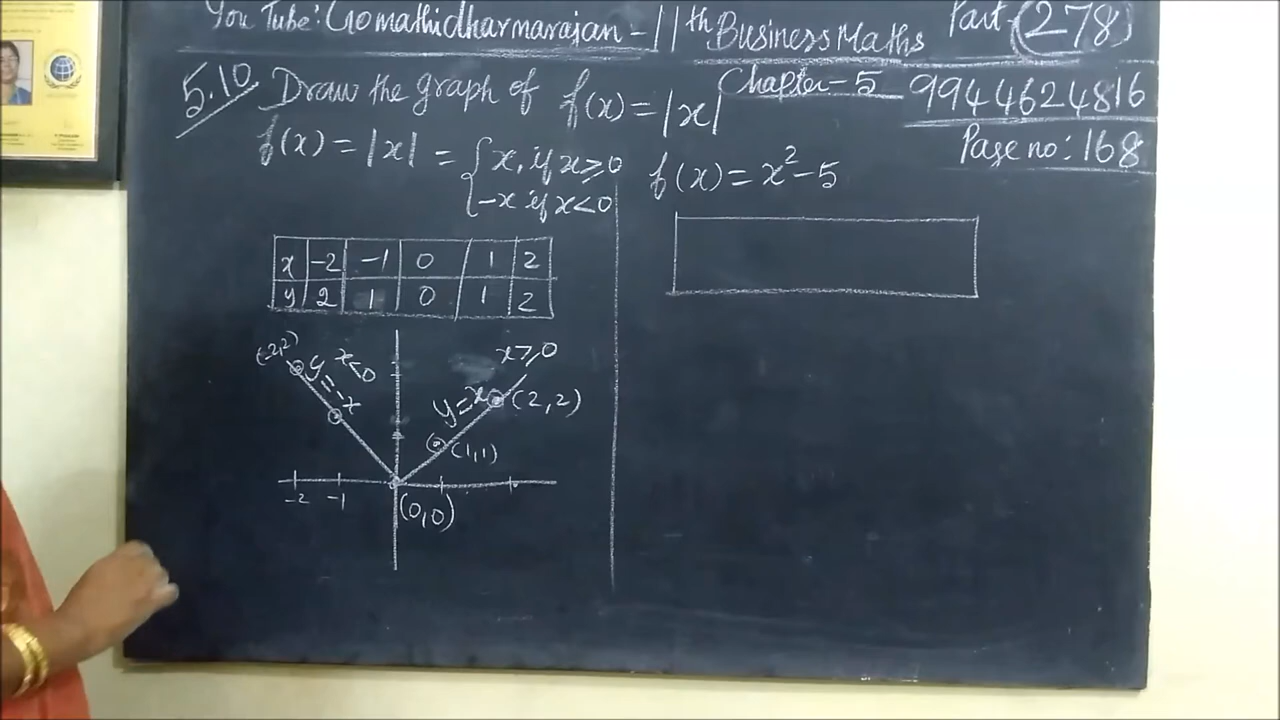 You Tube: Gomathidharmarajan - 11th Business Maths Part (278)
5.10 Draw the graph of f(x) = |x|
Chapter - 5
9944624816
Page no: 168
f(x) = |x| = { x, if x ≥ 0
-x if x < 0
f(x) = x² - 5
x -2 -1 0 1 2
y 2 1 0 1 2
(-2,2)
y = -x
x < 0
x ≥ 0
y = x
(2,2)
(1,1)
-2 -1
(0,0)